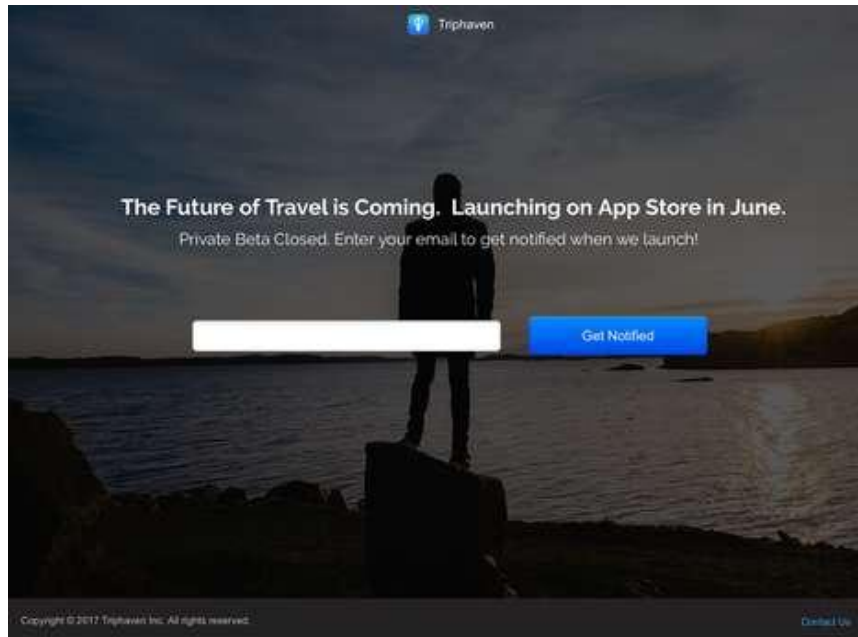 Triphaven
The Future of Travel is Coming. Launching on App Store in June.
Private Beta Closed. Enter your email to get notified when we launch!
Get Notified
Copyright © 2017 Triphaven Inc. All rights reserved.
Contact Us